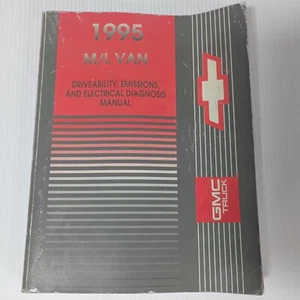 1995
M/L VAN
DRIVEABILITY, EMISSIONS,
AND ELECTRICAL DIAGNOSIS
MANUAL
GMC
TRUCK